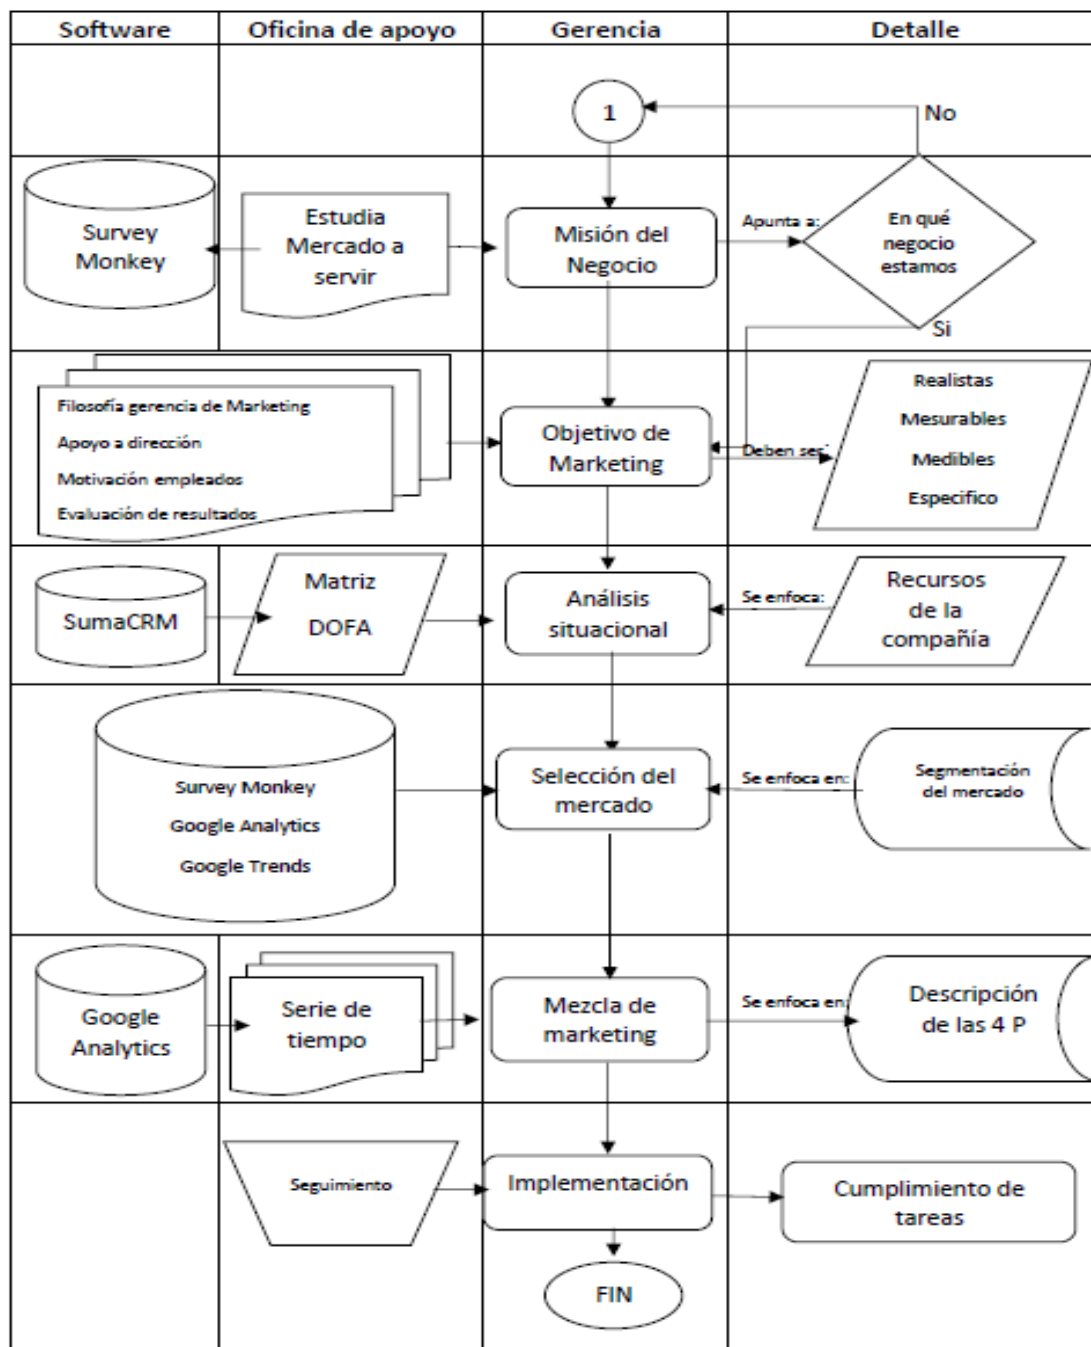 Software
Oficina de apoyo
Gerencia
Detalle
1
No
Survey
Monkey
Estudia
Mercado a
servir
Misión del
Negocio
Apunta a:
En qué
negocio
estamos
Si
Filosofía gerencia de Marketing
Apoyo a dirección
Motivación empleados
Evaluación de resultados
Objetivo de
Marketing
Deben ser:
Realistas
Mesurables
Medibles
Especifico
SumaCRM
Matriz
DOFA
Análisis
situacional
Se enfoca:
Recursos
de la
compañía
Survey Monkey
Google Analytics
Google Trends
Selección del
mercado
Se enfoca en:
Segmentación
del mercado
Google
Analytics
Serie de
tiempo
Mezcla de
marketing
Se enfoca en:
Descripción
de las 4 P
Seguimiento
Implementación
Cumplimiento de
tareas
FIN